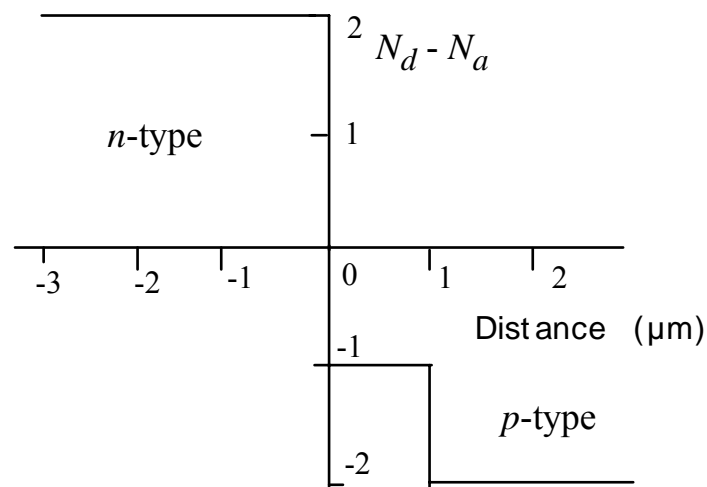 2
N_d - N_a
n-type
1
-3 -2 -1 0 1 2
Distance (µm)
-1
p-type
-2